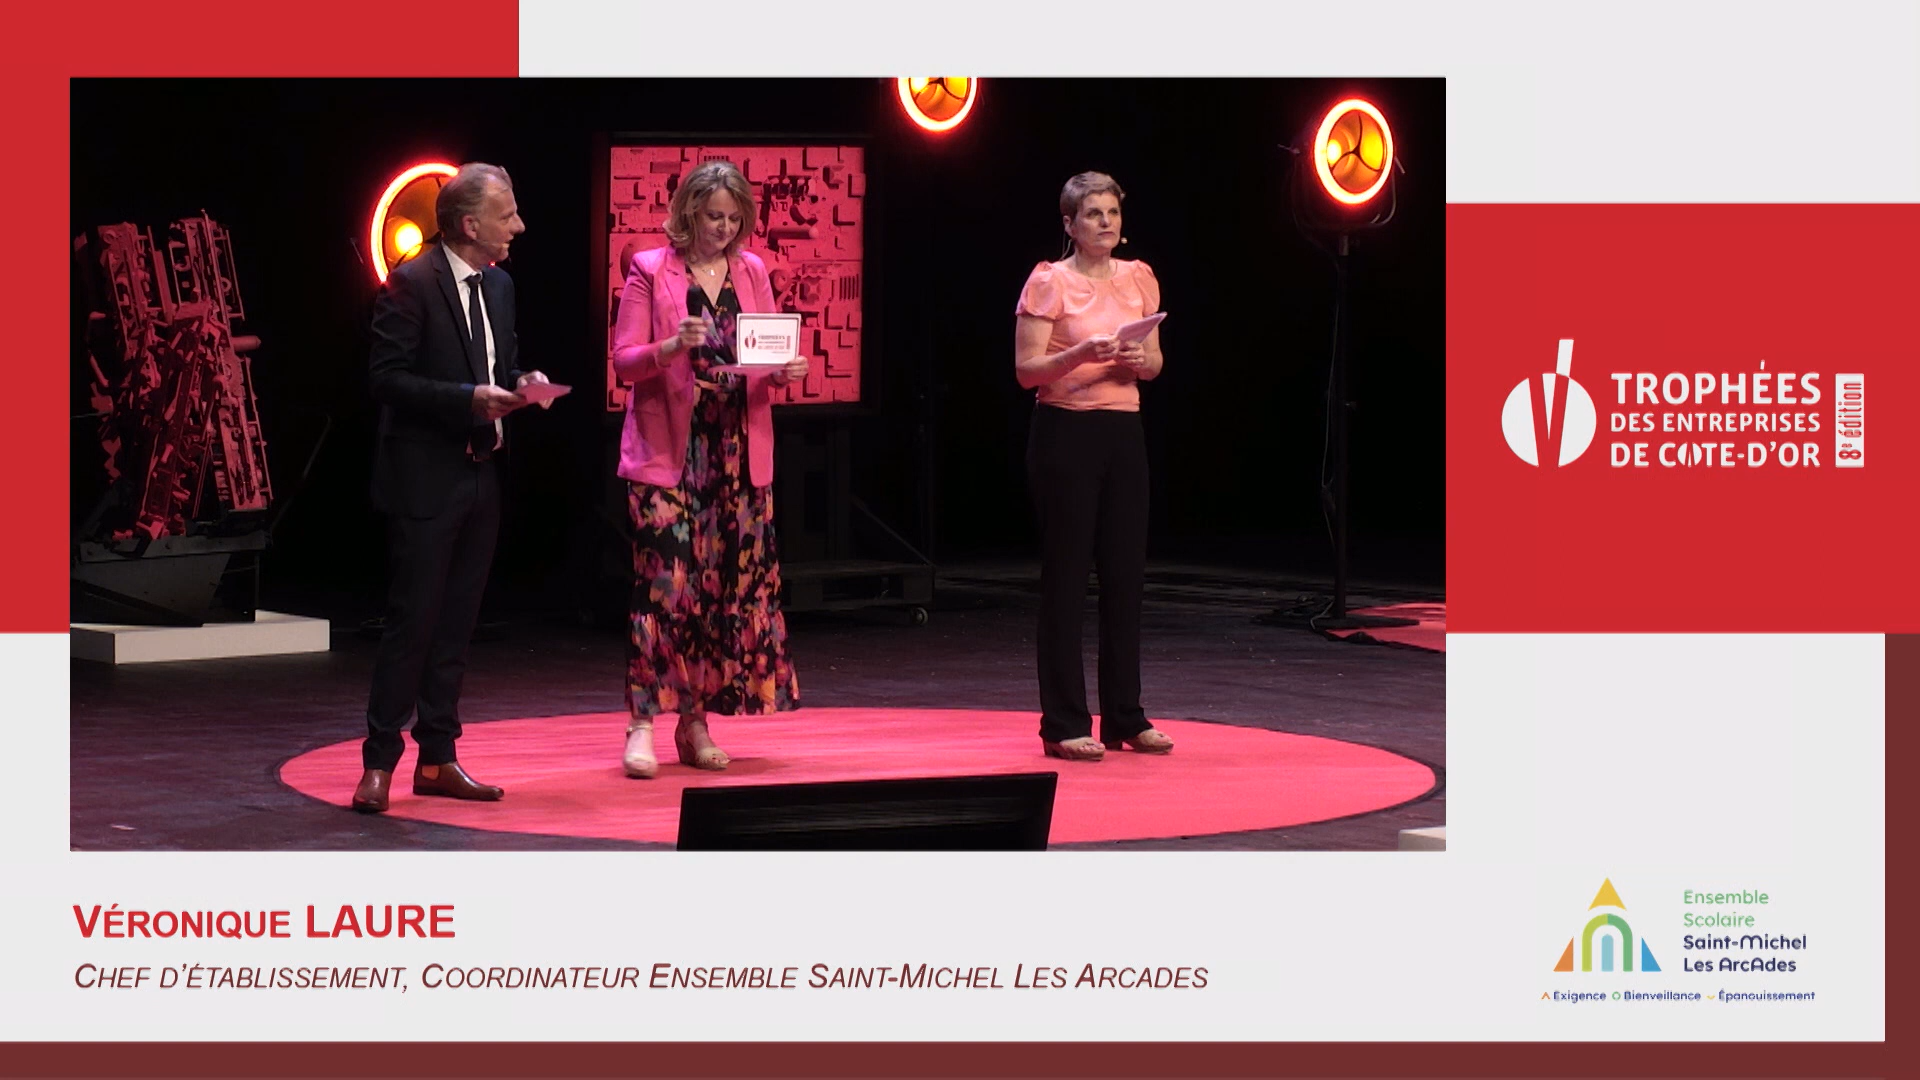 TROPHÉES
DES ENTREPRISES
DE COTE-D'OR
8e édition
VÉRONIQUE LAURE
CHEF D'ÉTABLISSEMENT, COORDINATEUR ENSEMBLE SAINT-MICHEL LES ARCADES
Ensemble
Scolaire
Saint-Michel
Les ArcAdes
Exigence Bienveillance Épanouissement